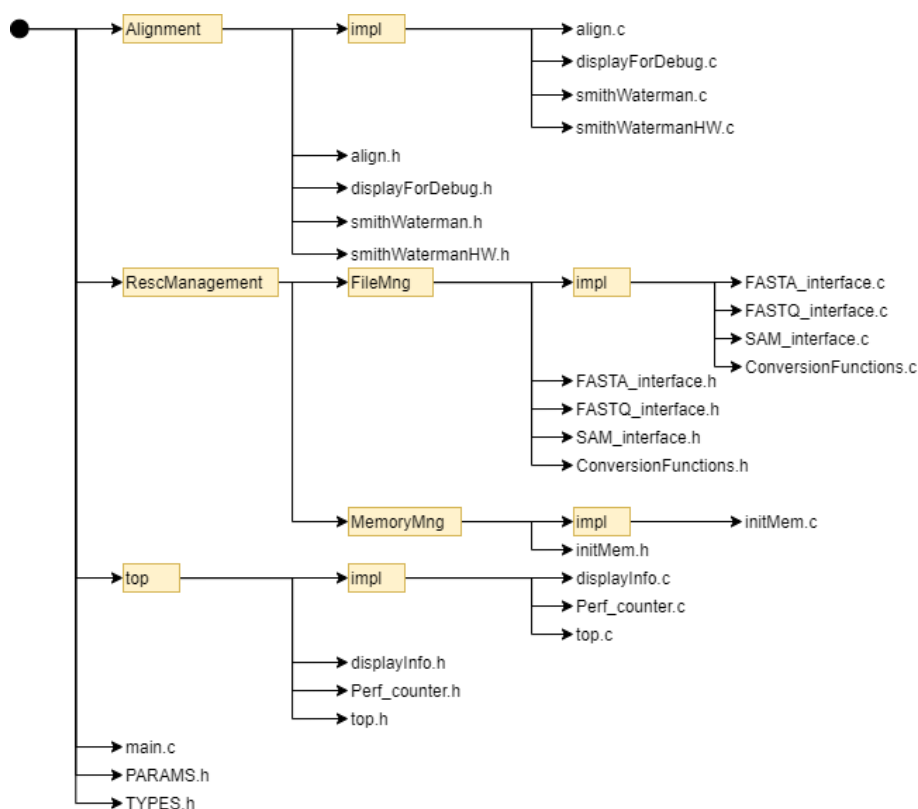 Alignment
impl
align.c
displayForDebug.c
smithWaterman.c
smithWatermanHW.c
align.h
displayForDebug.h
smithWaterman.h
smithWatermanHW.h
RescManagement
FileMng
impl
FASTA_interface.c
FASTQ_interface.c
SAM_interface.c
ConversionFunctions.c
FASTA_interface.h
FASTQ_interface.h
SAM_interface.h
ConversionFunctions.h
MemoryMng
impl
initMem.c
initMem.h
top
impl
displayInfo.c
Perf_counter.c
top.c
displayInfo.h
Perf_counter.h
top.h
main.c
PARAMS.h
TYPES.h